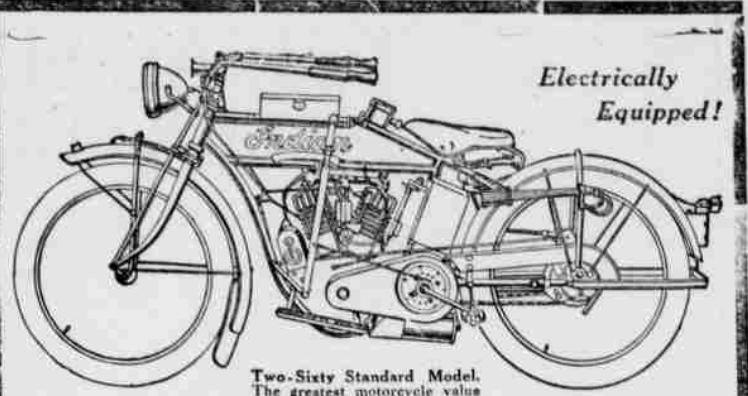 Electrically
Equipped!
Indian
Two-Sixty Standard Model.
The greatest motorcycle value